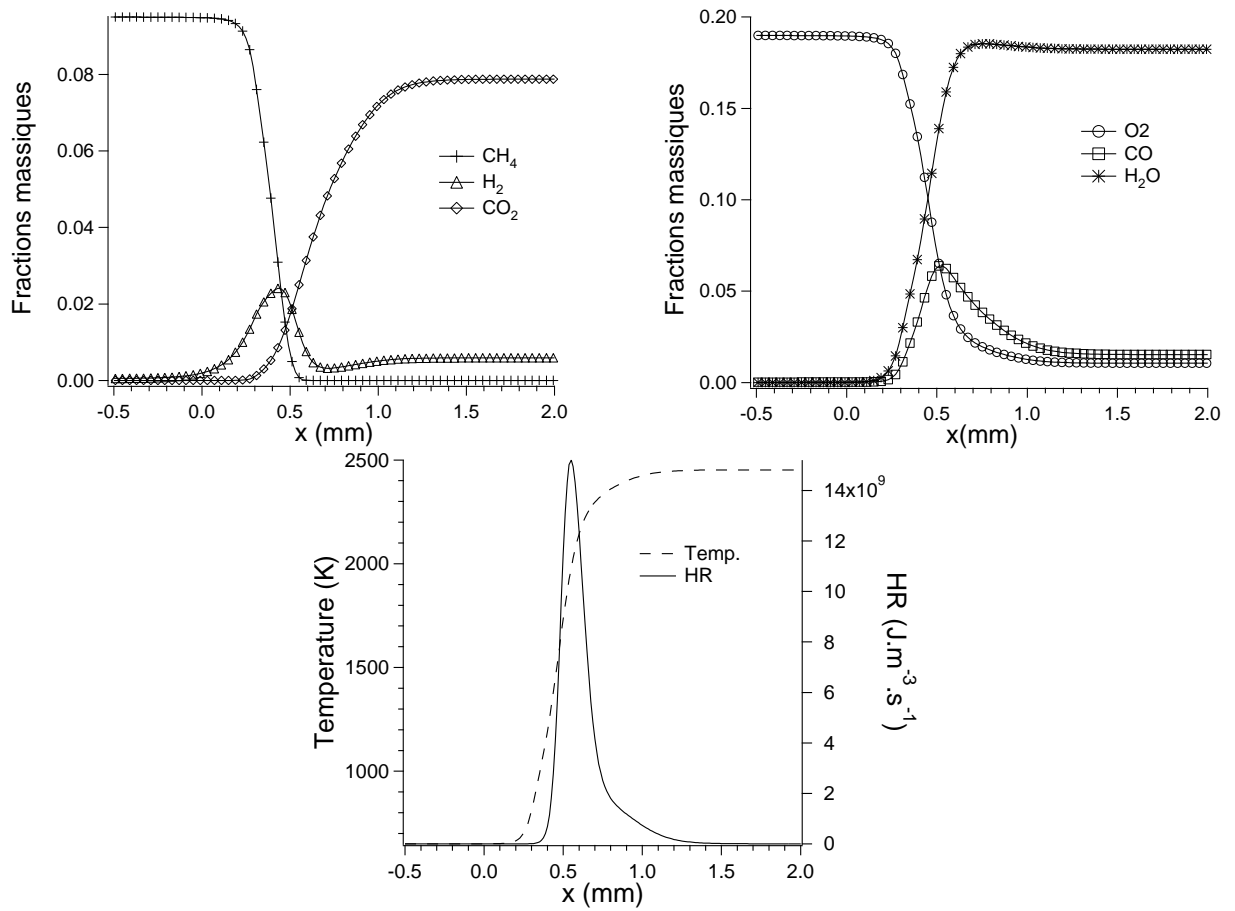 Fractions massiques
0.08
0.06
0.04
0.02
0.00
-0.5
0.0
0.5
1.0
1.5
2.0
x (mm)
CH4
H2
CO2
Fractions massiques
0.20
0.15
0.10
0.05
0.00
-0.5
0.0
0.5
1.0
1.5
2.0
x(mm)
O2
CO
H2O
Temperature (K)
2500
2000
1500
1000
-0.5
0.0
0.5
1.0
1.5
2.0
x (mm)
Temp.
HR
14x10^9
12
10
8
6
4
2
0
HR (J.m^-3.s^-1)